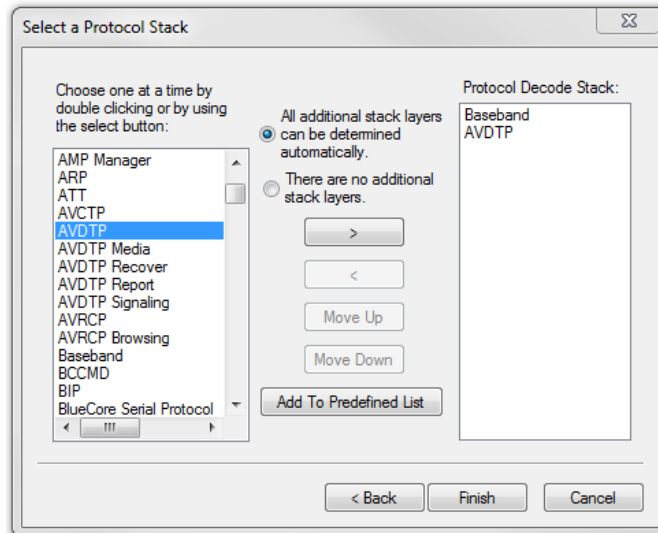 Select a Protocol Stack
Choose one at a time by
double clicking or by using
the select button:
AMP Manager
ARP
ATT
AVCTP
AVDTP
AVDTP Media
AVDTP Recover
AVDTP Report
AVDTP Signaling
AVRCP
AVRCP Browsing
Baseband
BCCMD
BIP
BlueCore Serial Protocol
All additional stack layers
can be determined
automatically.
There are no additional
stack layers.
>
<
Move Up
Move Down
Add To Predefined List
Protocol Decode Stack:
Baseband
AVDTP
< Back
Finish
Cancel